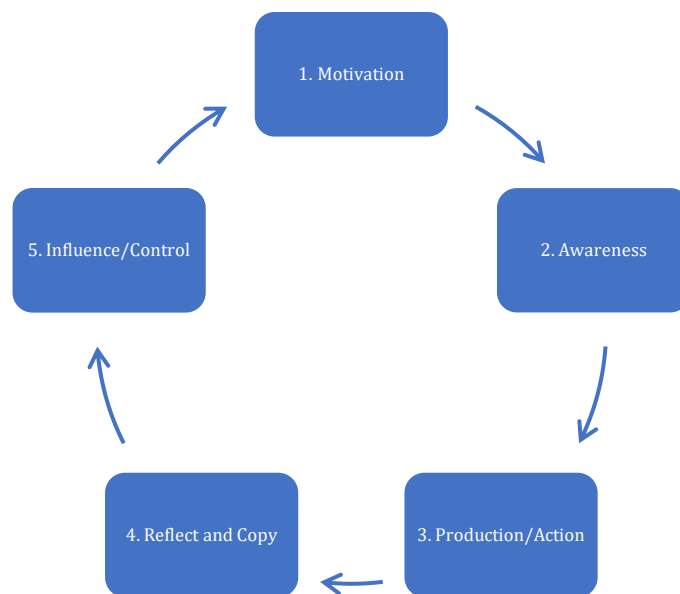 1. Motivation
2. Awareness
3. Production/Action
4. Reflect and Copy
5. Influence/Control